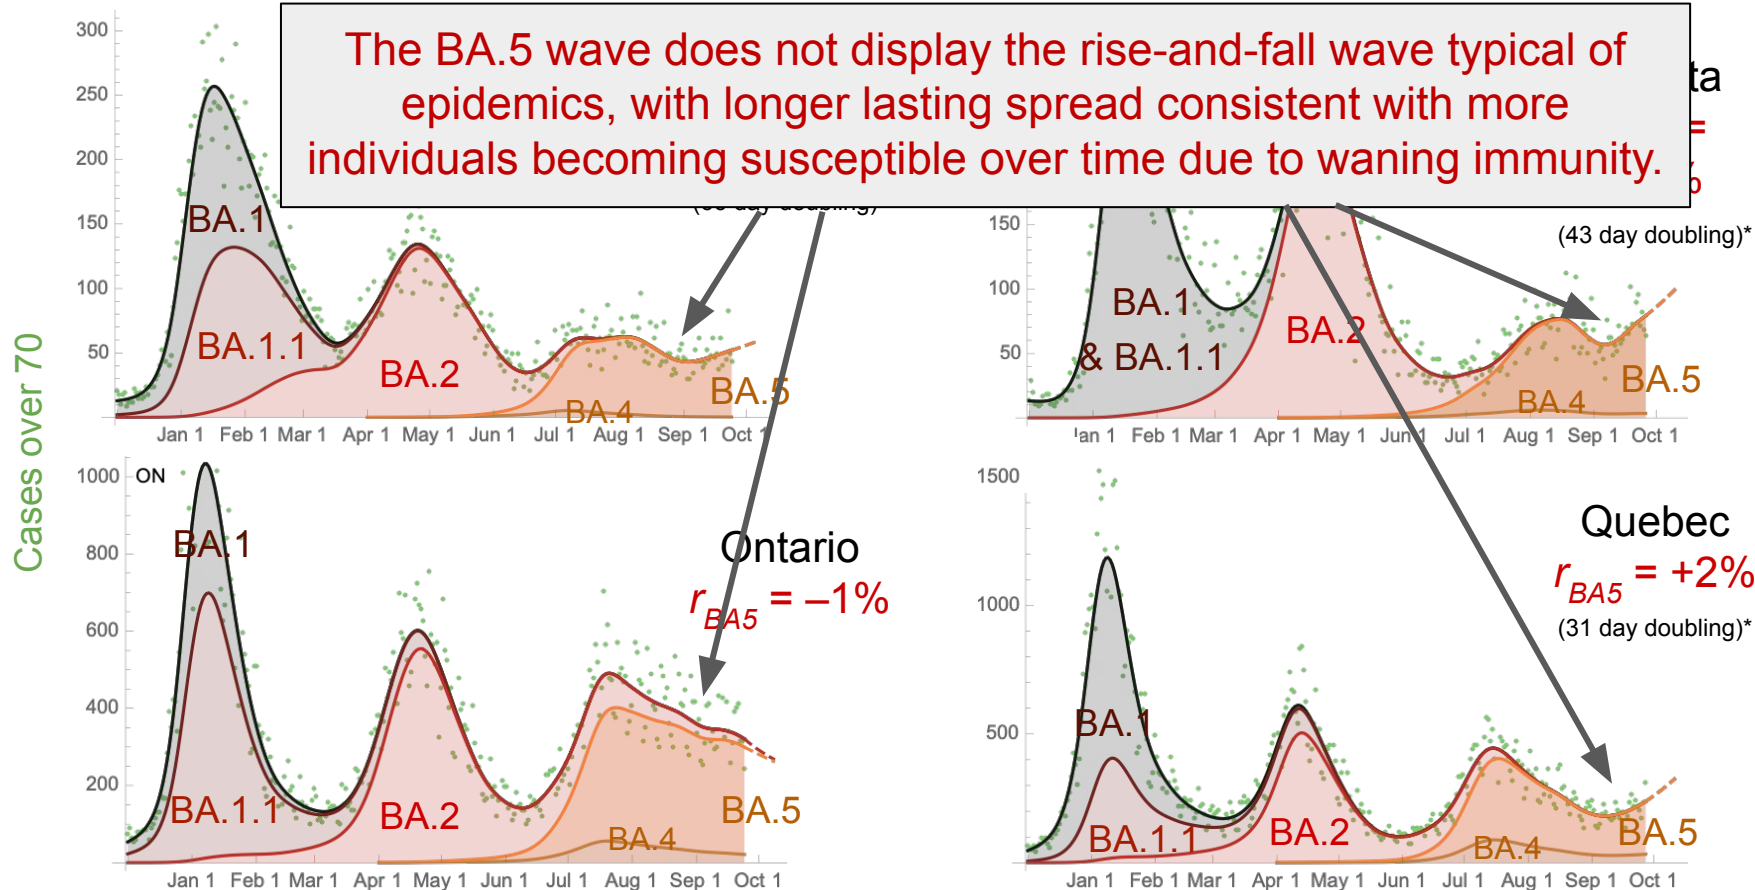 The BA.5 wave does not display the rise-and-fall wave typical of
epidemics, with longer lasting spread consistent with more
individuals becoming susceptible over time due to waning immunity.
Cases over 70
300
250
200
150
100
50
BA.1
BA.1.1
BA.2
BA.4
BA.5
Jan 1 Feb 1 Mar 1 Apr 1 May 1 Jun 1 Jul 1 Aug 1 Sep 1 Oct 1
ta
=
(43 day doubling)*
150
100
50
BA.1
& BA.1.1
BA.2
BA.4
BA.5
Jan 1 Feb 1 Mar 1 Apr 1 May 1 Jun 1 Jul 1 Aug 1 Sep 1 Oct 1
ON
1000
800
600
400
200
Ontario
rBA5 = –1%
BA.1
BA.1.1
BA.2
BA.4
BA.5
Jan 1 Feb 1 Mar 1 Apr 1 May 1 Jun 1 Jul 1 Aug 1 Sep 1 Oct 1
1500
1000
500
Quebec
rBA5 = +2%
(31 day doubling)*
BA.1
BA.1.1
BA.2
BA.4
BA.5
Jan 1 Feb 1 Mar 1 Apr 1 May 1 Jun 1 Jul 1 Aug 1 Sep 1 Oct 1